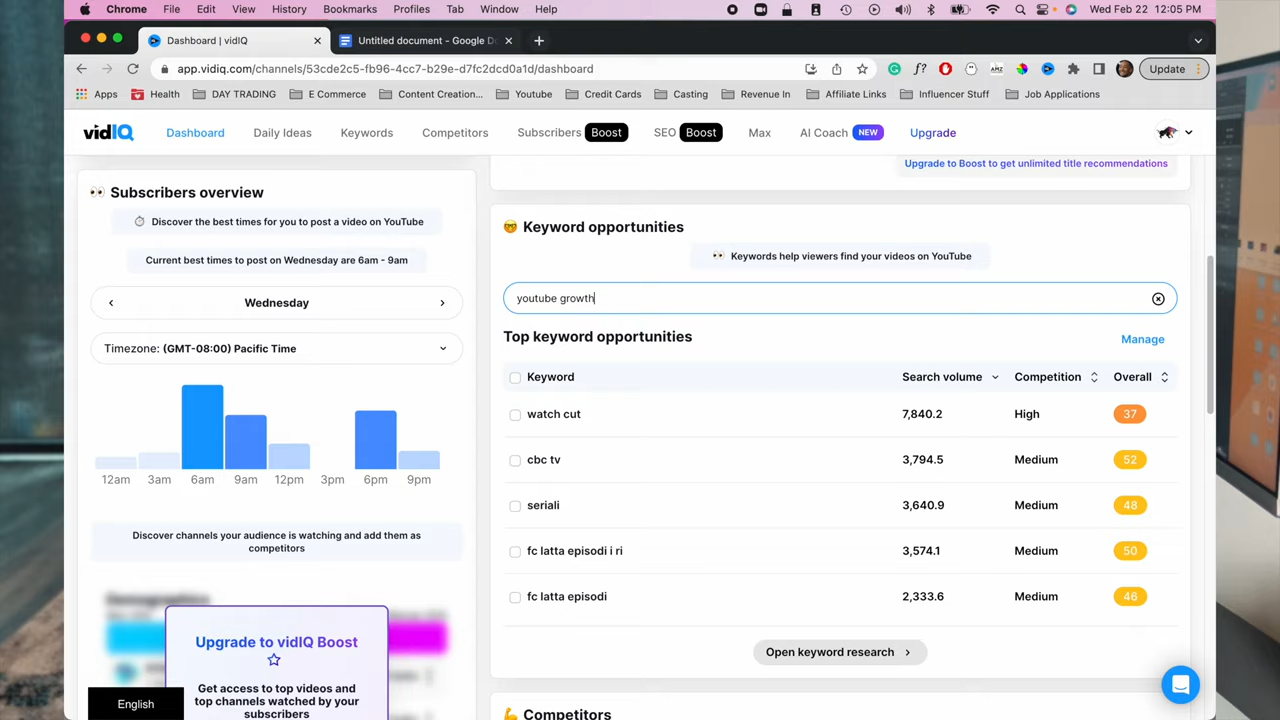 Chrome File Edit View History Bookmarks Profiles Tab Window Help Wed Feb 22 12:05 PM
Dashboard | vidIQ Untitled document - Google Do
app.vidiq.com/channels/53cde2c5-fb96-4cc7-b29e-d7fc2dcd0a1d/dashboard Update
Apps Health DAY TRADING E Commerce Content Creation... Youtube Credit Cards Casting Revenue In Affiliate Links Influencer Stuff Job Applications
vidIQ Dashboard Daily Ideas Keywords Competitors Subscribers Boost SEO Boost Max AI Coach NEW Upgrade
Upgrade to Boost to get unlimited title recommendations
Subscribers overview
Discover the best times for you to post a video on YouTube
Current best times to post on Wednesday are 6am - 9am
Wednesday
Timezone: (GMT-08:00) Pacific Time
12am 3am 6am 9am 12pm 3pm 6pm 9pm
Discover channels your audience is watching and add them as
competitors
Demographics
Upgrade to vidIQ Boost
Get access to top videos and
top channels watched by your
subscribers
English
Keyword opportunities
Keywords help viewers find your videos on YouTube
youtube growth
Top keyword opportunities Manage
Keyword Search volume Competition Overall
watch cut 7,840.2 High 37
cbc tv 3,794.5 Medium 52
seriali 3,640.9 Medium 48
fc latta episodi i ri 3,574.1 Medium 50
fc latta episodi 2,333.6 Medium 46
Open keyword research
Competitors